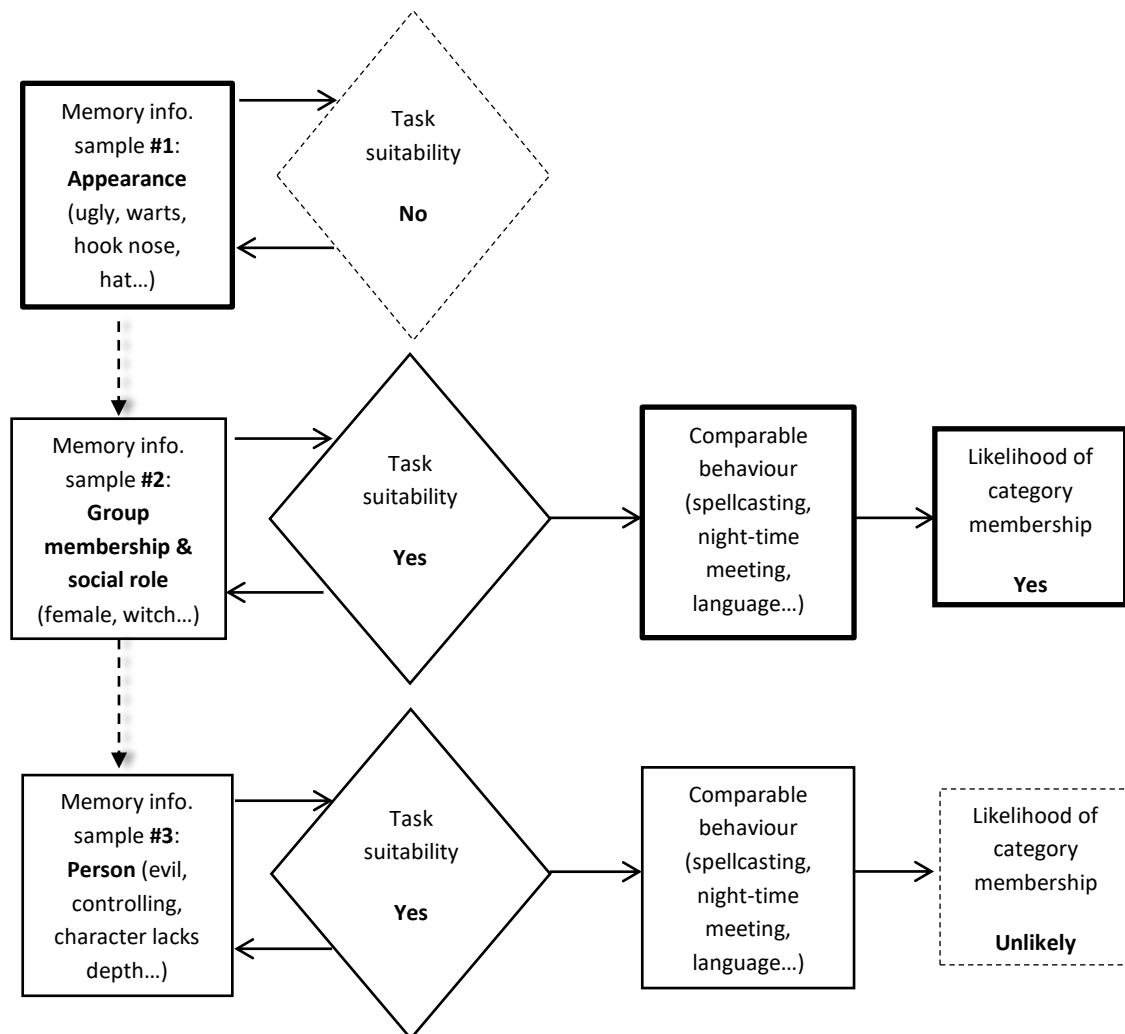 Memory info.
sample #1:
Appearance
(ugly, warts,
hook nose,
hat...)
Task
suitability
No
Memory info.
sample #2:
Group
membership &
social role
(female, witch...)
Task
suitability
Yes
Comparable
behaviour
(spellcasting,
night-time
meeting,
language...)
Likelihood of
category
membership
Yes
Memory info.
sample #3:
Person (evil,
controlling,
character lacks
depth...)
Task
suitability
Yes
Comparable
behaviour
(spellcasting,
night-time
meeting,
language...)
Likelihood of
category
membership
Unlikely